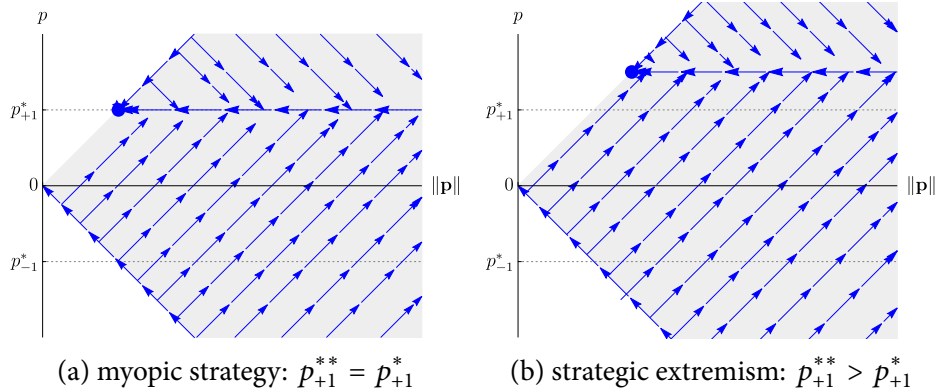 p
p*₊₁
0
p*₋₁
‖p‖
(a) myopic strategy: p**₊₁ = p*₊₁
p
p*₊₁
0
p*₋₁
‖p‖
(b) strategic extremism: p**₊₁ > p*₊₁